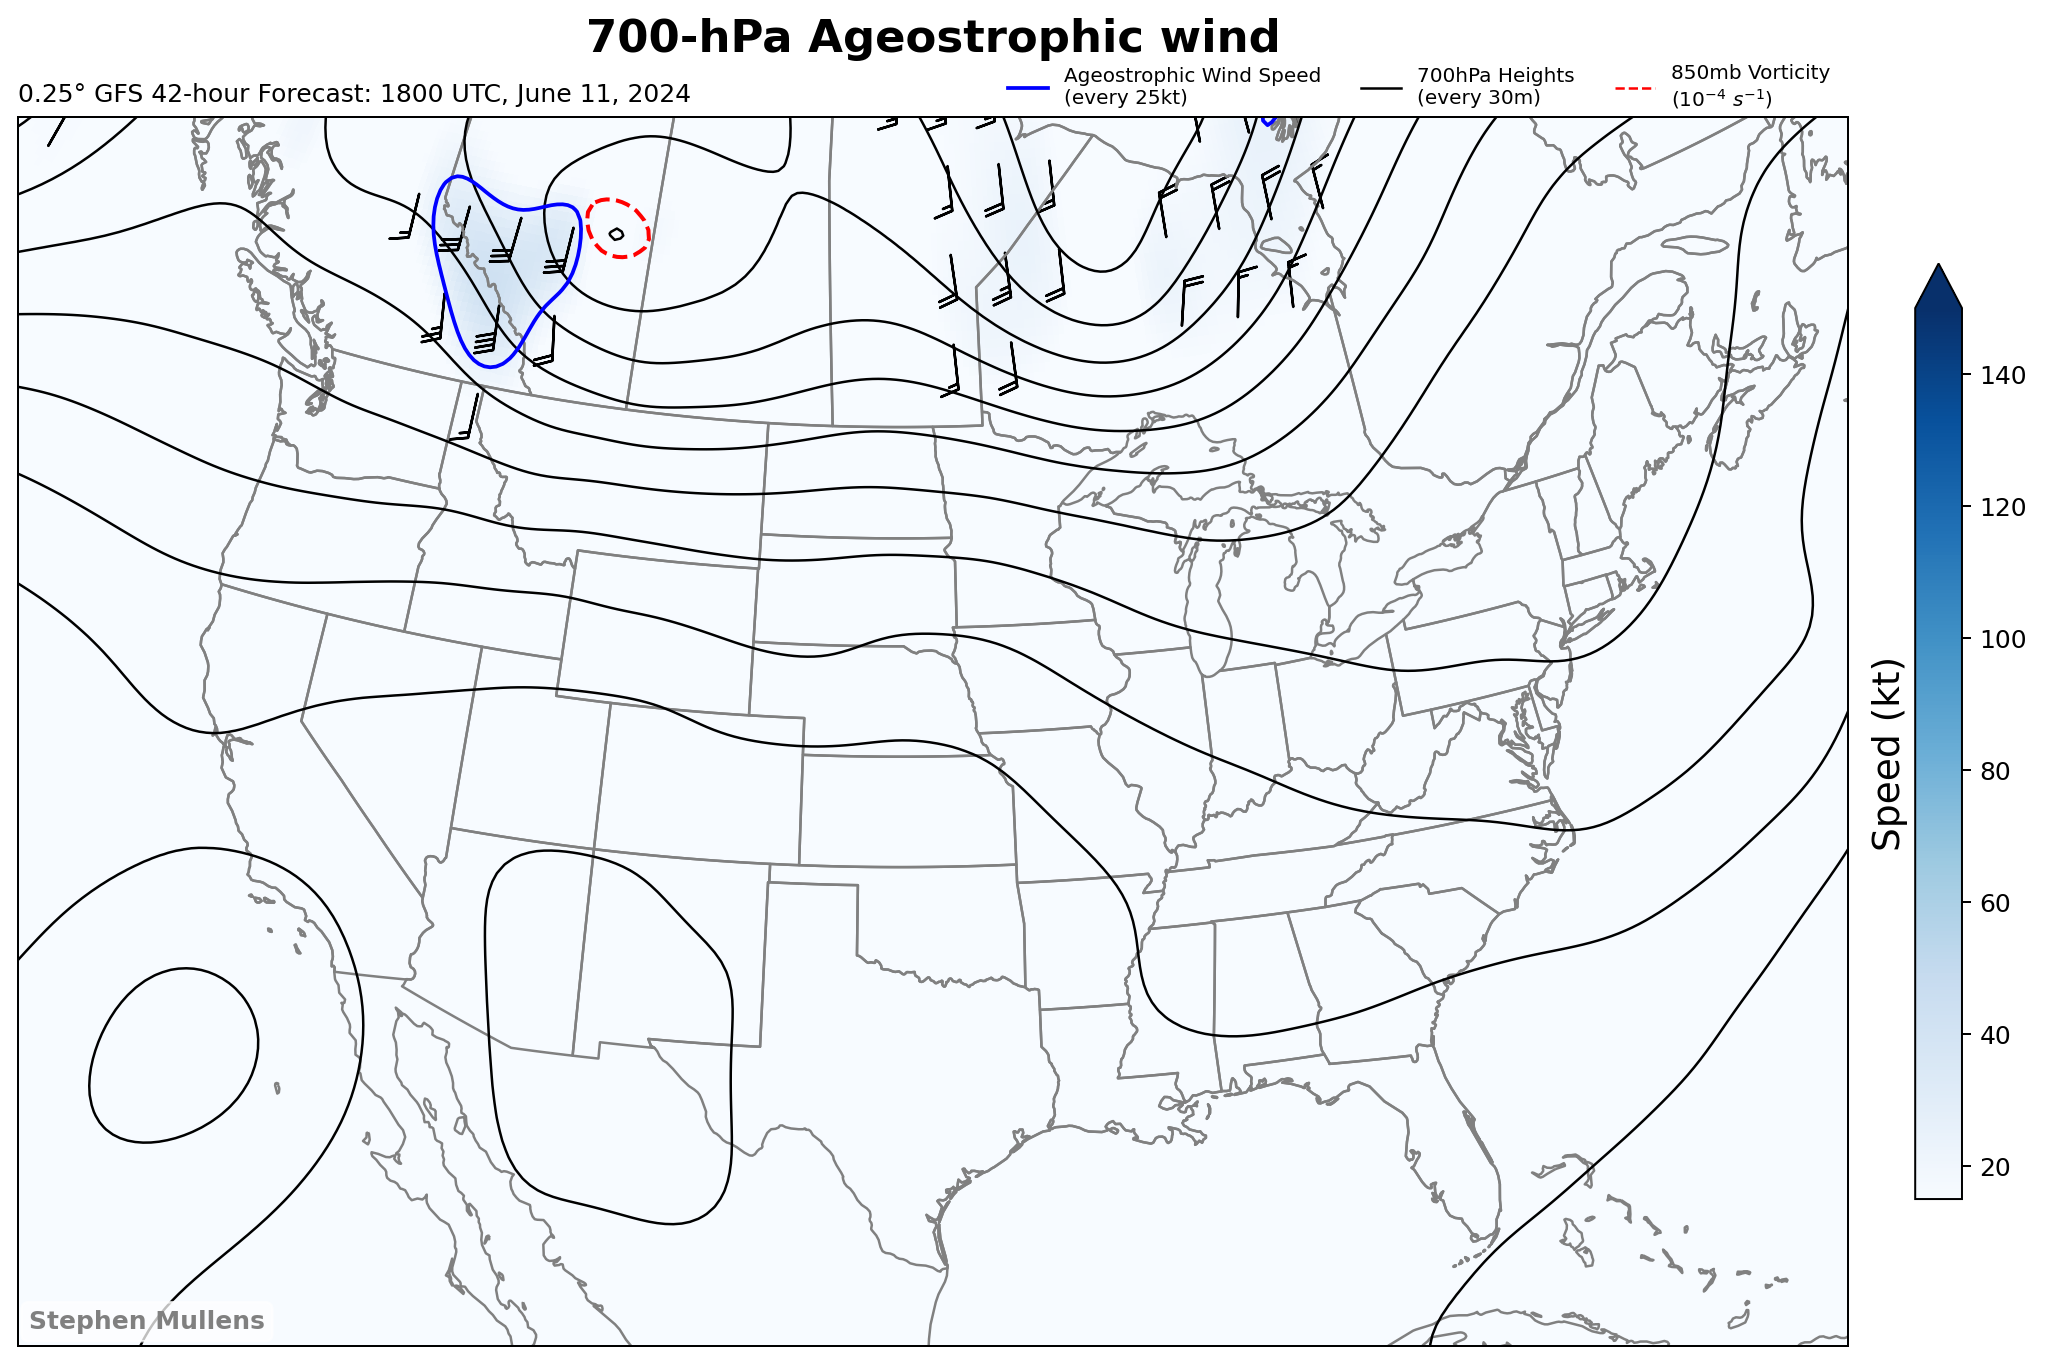 700-hPa Ageostrophic wind
0.25° GFS 42-hour Forecast: 1800 UTC, June 11, 2024
Ageostrophic Wind Speed
(every 25kt)
700hPa Heights
(every 30m)
850mb Vorticity
(10⁻⁴ s⁻¹)
140
120
100
80
60
40
20
Speed (kt)
Stephen Mullens